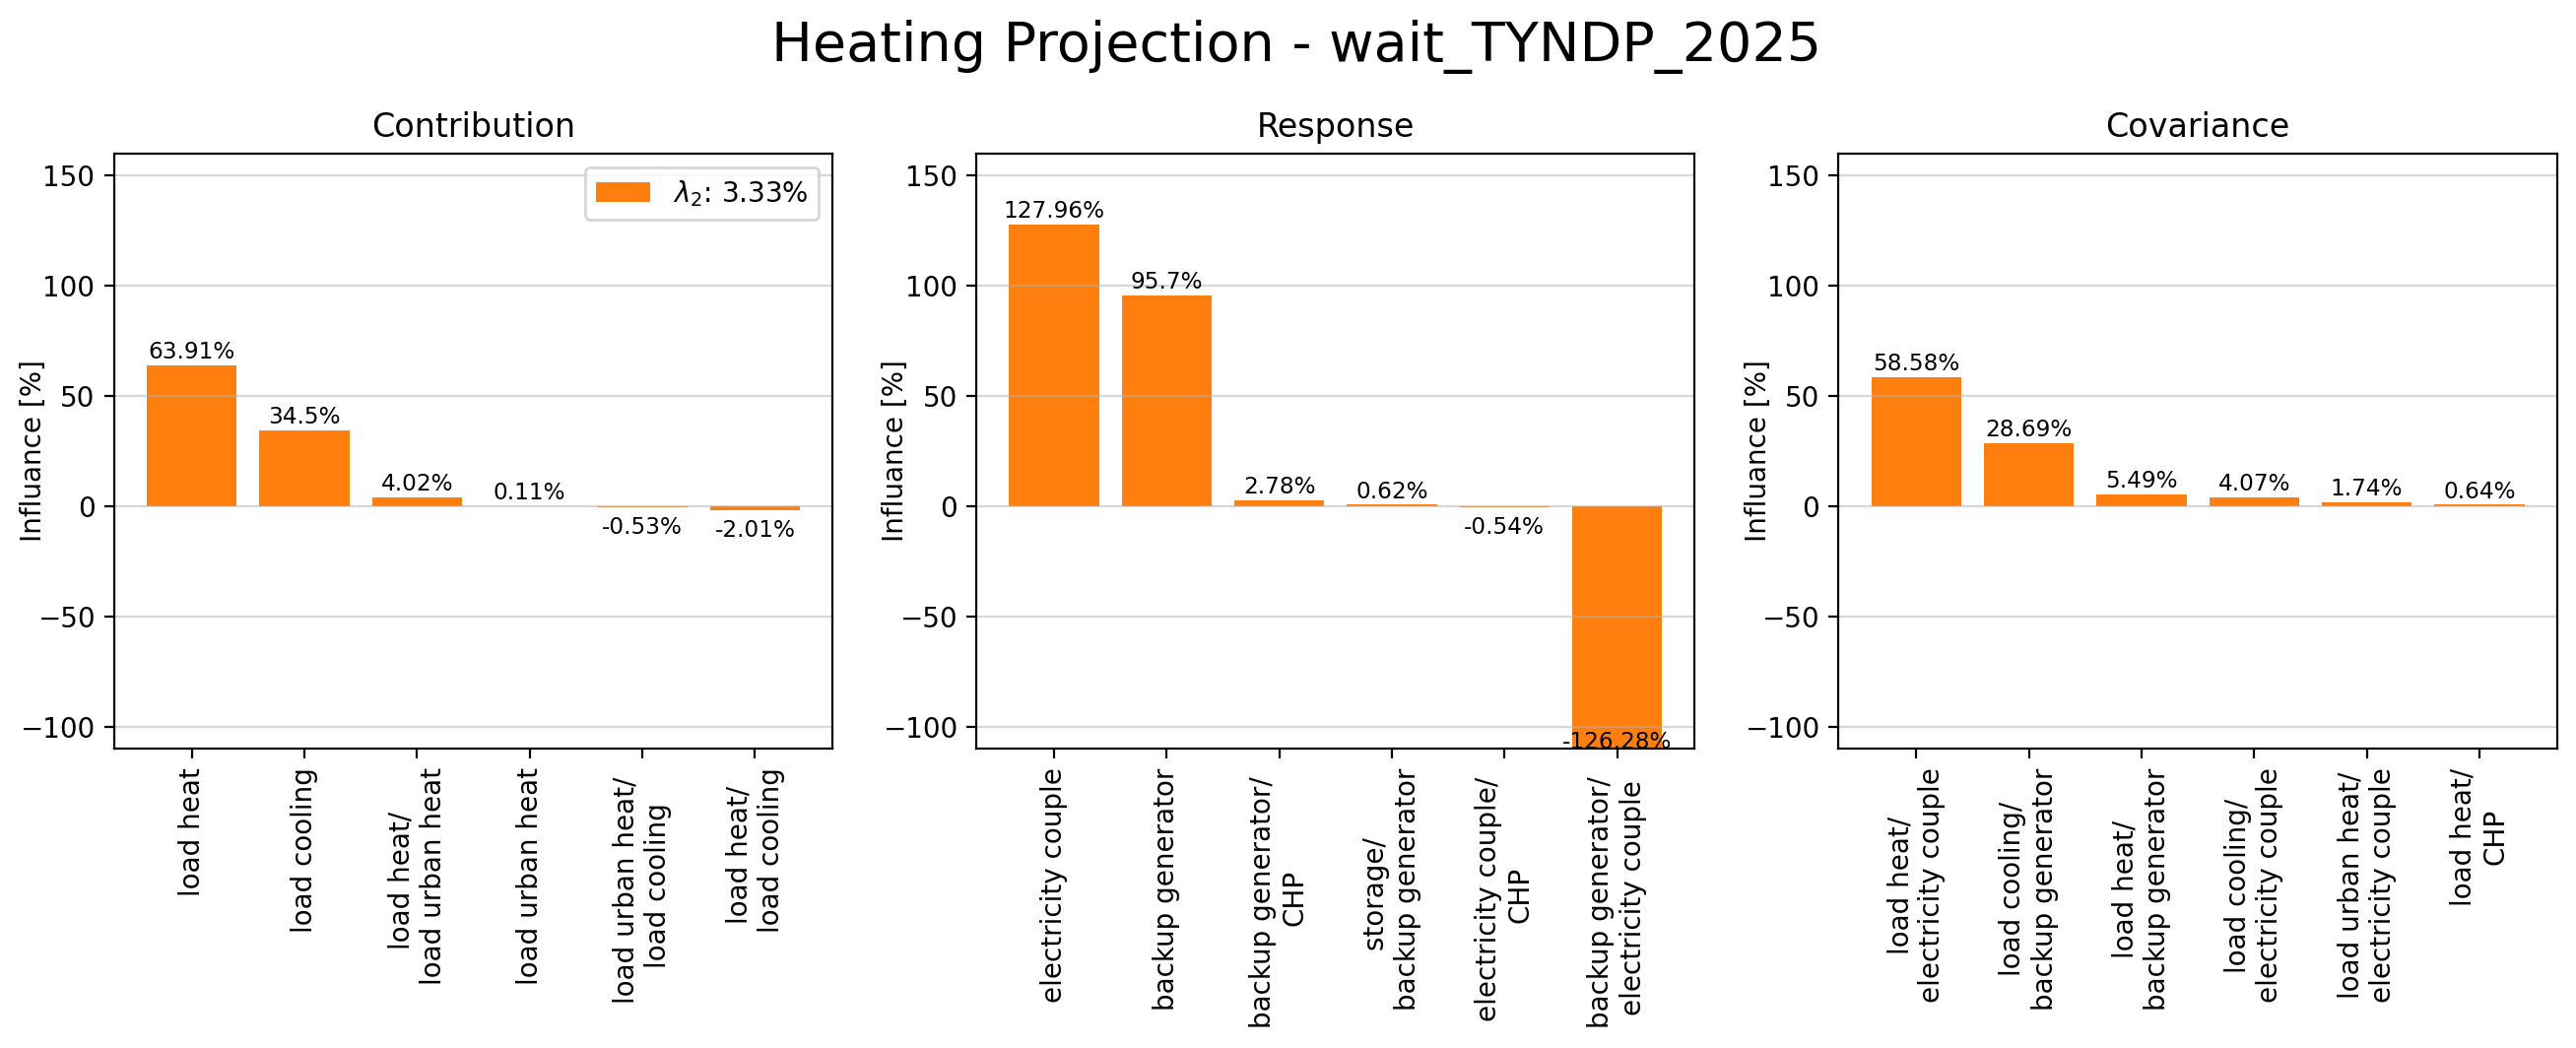 Heating Projection - wait_TYNDP_2025
Contribution
Influance [%]
150
100
50
0
−50
−100
λ2: 3.33%
63.91%
34.5%
4.02%
0.11%
-0.53%
-2.01%
load heat
load cooling
load heat/
load urban heat
load urban heat
load urban heat/
load cooling
load heat/
load cooling
Response
Influance [%]
150
100
50
0
−50
−100
127.96%
95.7%
2.78%
0.62%
-0.54%
-126.28%
electricity couple
backup generator
backup generator/
CHP
storage/
backup generator
electricity couple/
CHP
backup generator/
electricity couple
Covariance
Influance [%]
150
100
50
0
−50
−100
58.58%
28.69%
5.49%
4.07%
1.74%
0.64%
load heat/
electricity couple
load cooling/
backup generator
load heat/
backup generator
load cooling/
electricity couple
load urban heat/
electricity couple
load heat/
CHP